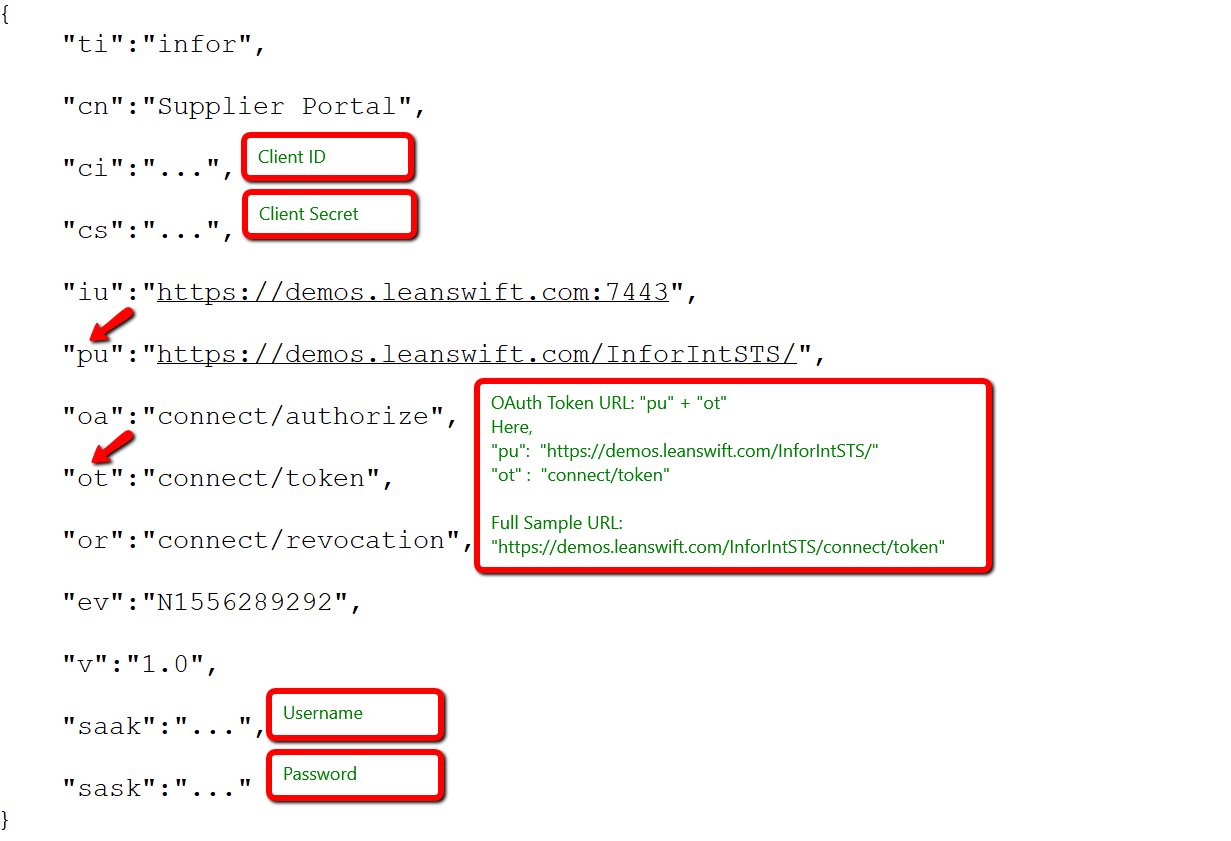 {
"ti":"infor",
"cn":"Supplier Portal",
"ci":"...", Client ID
"cs":"...", Client Secret
"iu":"https://demos.leanswift.com:7443",
"pu":"https://demos.leanswift.com/InforIntSTS/",
"oa":"connect/authorize",
"ot":"connect/token",
"or":"connect/revocation",
OAuth Token URL: "pu" + "ot"
Here,
"pu":  "https://demos.leanswift.com/InforIntSTS/"
"ot" :  "connect/token"
Full Sample URL:
"https://demos.leanswift.com/InforIntSTS/connect/token"
"ev":"N1556289292",
"v":"1.0",
"saak":"...", Username
"sask":"..." Password
}